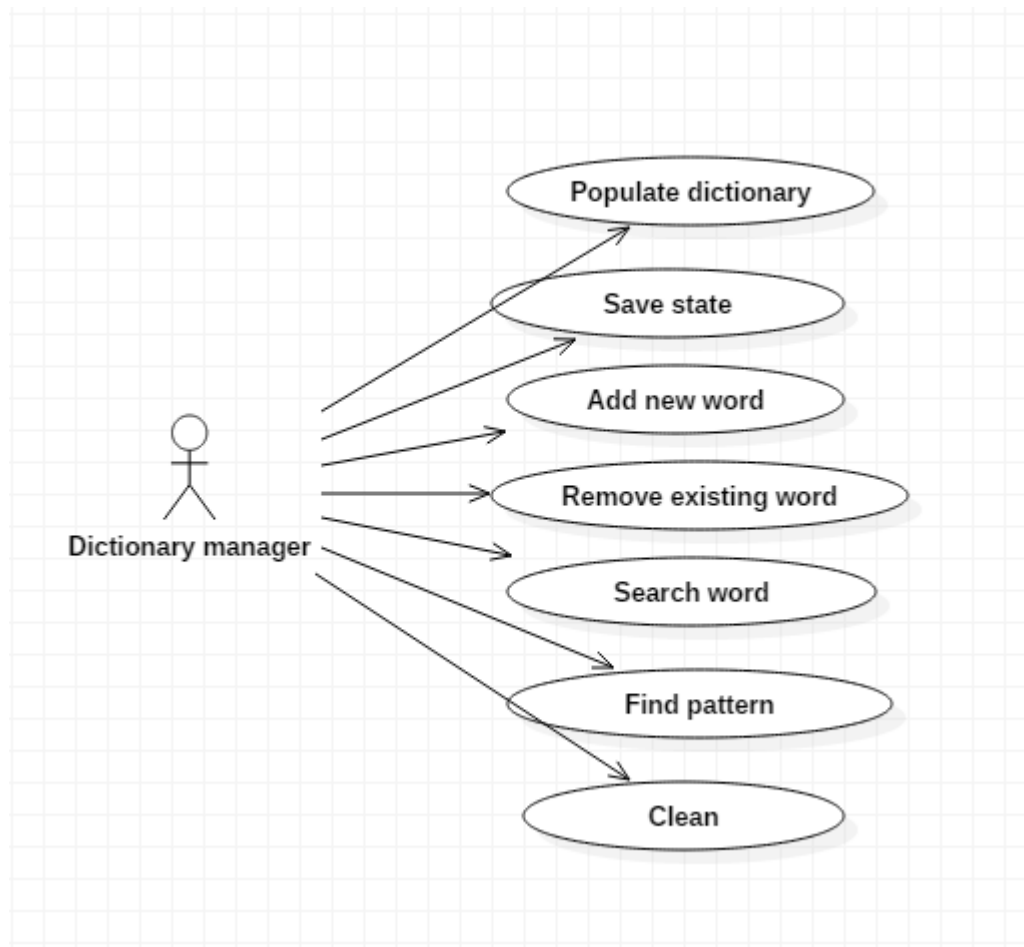 Populate dictionary
Save state
Add new word
Remove existing word
Dictionary manager
Search word
Find pattern
Clean